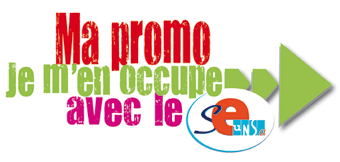 Ma promo
je m'en occupe
avec le
Se